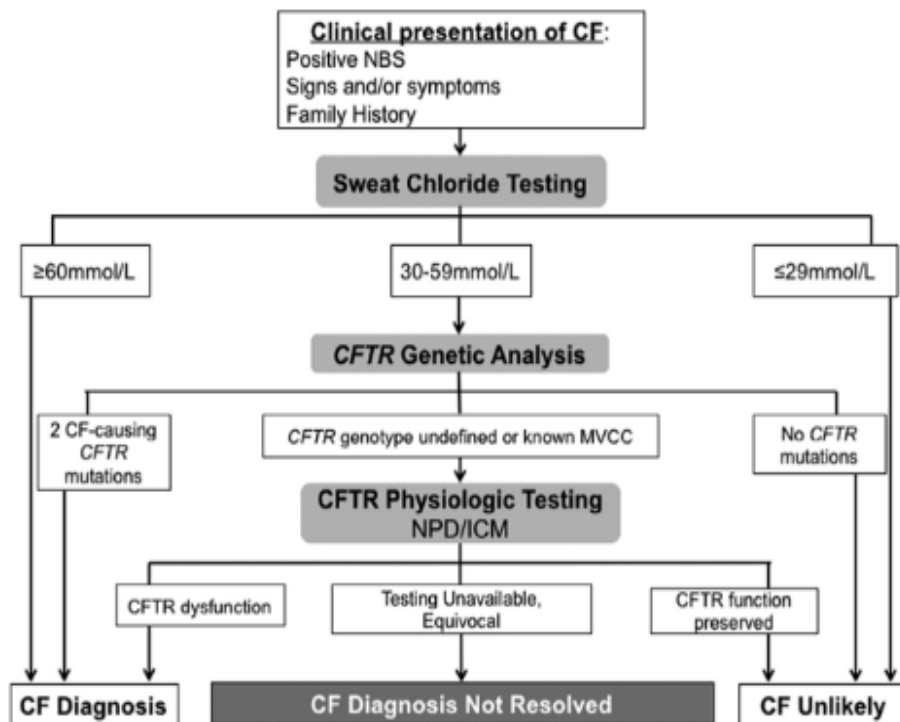 Clinical presentation of CF:
Positive NBS
Signs and/or symptoms
Family History
Sweat Chloride Testing
≥60mmol/L
30-59mmol/L
≤29mmol/L
CFTR Genetic Analysis
2 CF-causing
CFTR
mutations
CFTR genotype undefined or known MVCC
No CFTR
mutations
CFTR Physiologic Testing
NPD/ICM
CFTR dysfunction
Testing Unavailable,
Equivocal
CFTR function
preserved
CF Diagnosis
CF Diagnosis Not Resolved
CF Unlikely